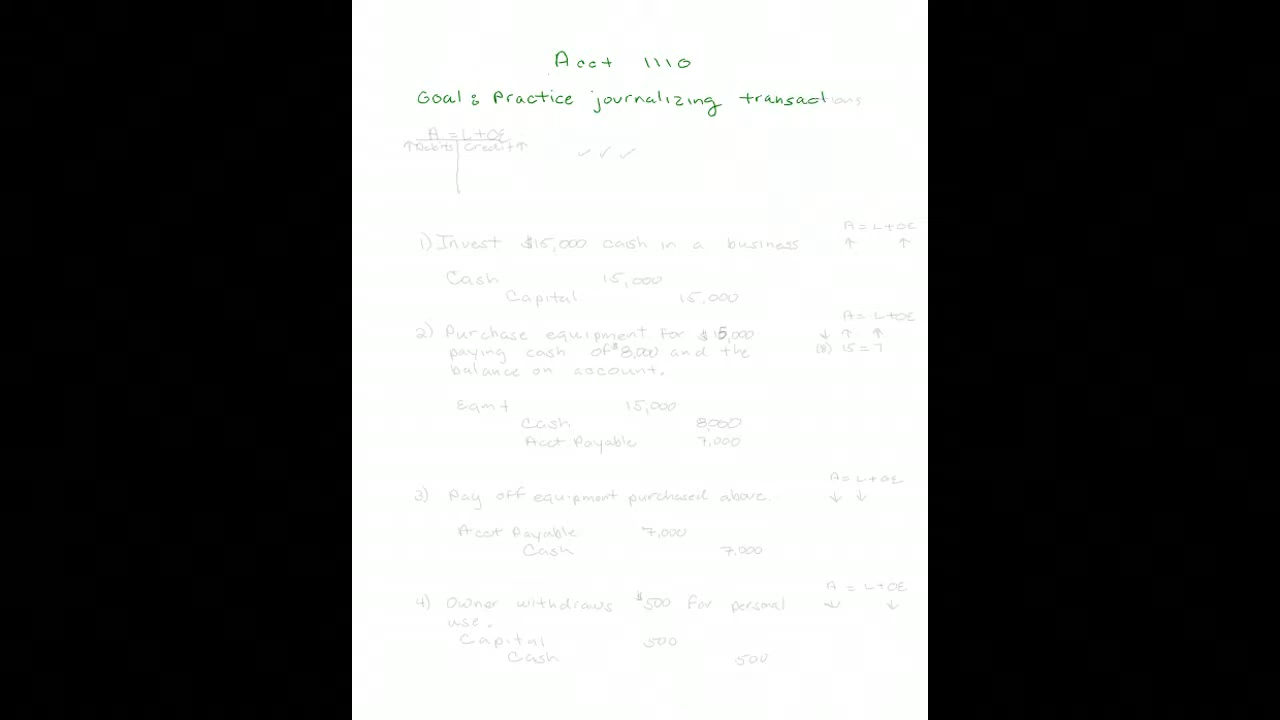 Acct 1110
Goal: Practice journalizing transactions
A = L + OE
↑ Debits Credit ↑
✓ ✓ ✓
A = L + OE
↑ ↑
1) Invest $15,000 cash in a business
Cash 15,000
Capital 15,000
A = L + OE
↓ ↑ ↑
(8) 15 = 7
2) Purchase equipment for $15,000
paying cash of $8,000 and the
balance on account.
Eqmt 15,000
Cash 8,000
Acct Payable 7,000
A = L + OE
↓ ↓
3) Pay off equipment purchased above.
Acct Payable 7,000
Cash 7,000
A = L + OE
↓ ↓
4) Owner withdraws $500 for personal
use.
Capital 500
Cash 500